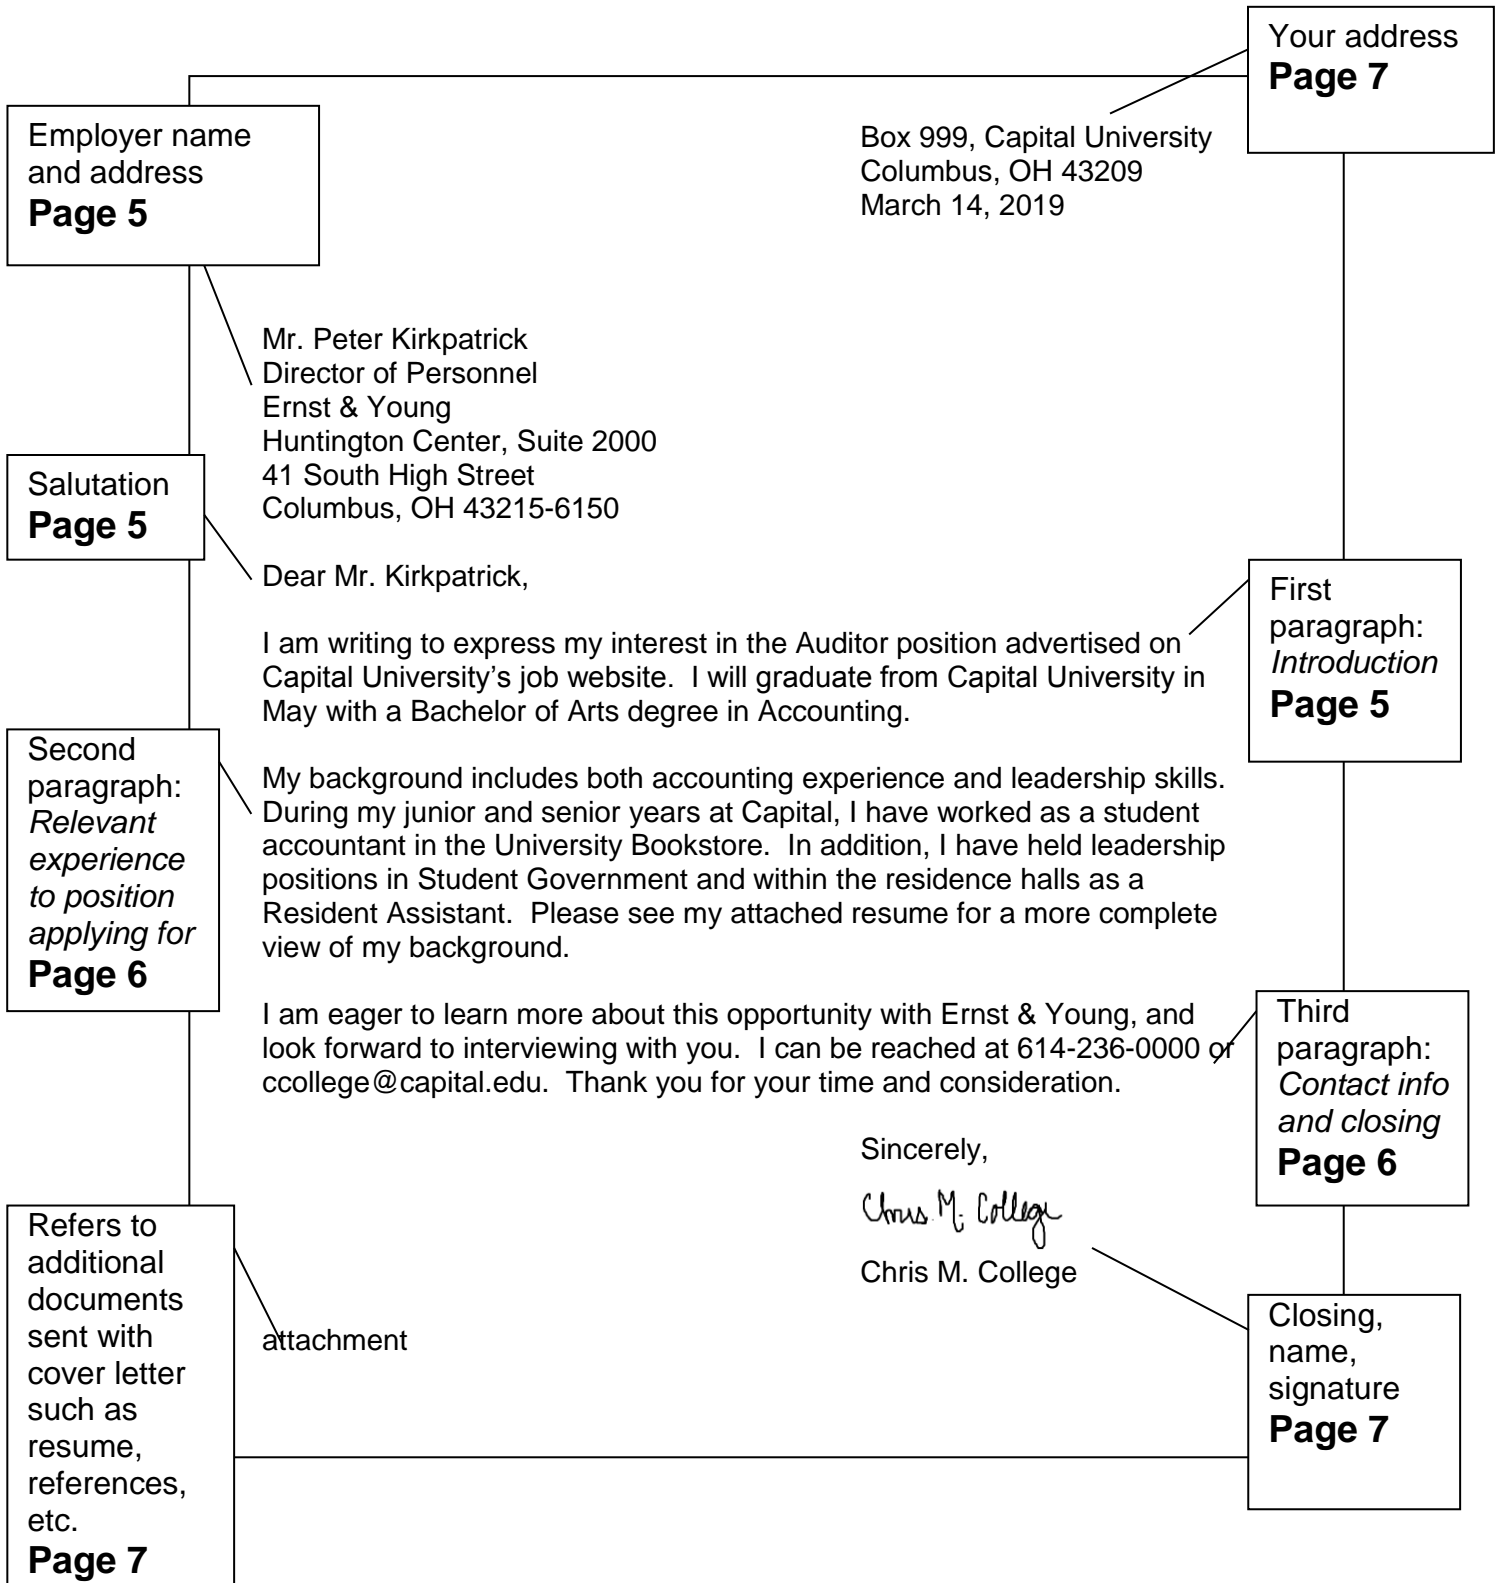 Your address
Page 7
Employer name
and address
Page 5
Box 999, Capital University
Columbus, OH 43209
March 14, 2019
Mr. Peter Kirkpatrick
Director of Personnel
Ernst & Young
Huntington Center, Suite 2000
41 South High Street
Columbus, OH 43215-6150
Salutation
Page 5
Dear Mr. Kirkpatrick,
First
paragraph:
Introduction
Page 5
I am writing to express my interest in the Auditor position advertised on
Capital University’s job website.  I will graduate from Capital University in
May with a Bachelor of Arts degree in Accounting.
Second
paragraph:
Relevant
experience
to position
applying for
Page 6
My background includes both accounting experience and leadership skills.
During my junior and senior years at Capital, I have worked as a student
accountant in the University Bookstore.  In addition, I have held leadership
positions in Student Government and within the residence halls as a
Resident Assistant.  Please see my attached resume for a more complete
view of my background.
I am eager to learn more about this opportunity with Ernst & Young, and
look forward to interviewing with you.  I can be reached at 614-236-0000 or
ccollege@capital.edu.  Thank you for your time and consideration.
Third
paragraph:
Contact info
and closing
Page 6
Sincerely,
Chris M. College
Chris M. College
Closing,
name,
signature
Page 7
Refers to
additional
documents
sent with
cover letter
such as
resume,
references,
etc.
Page 7
attachment